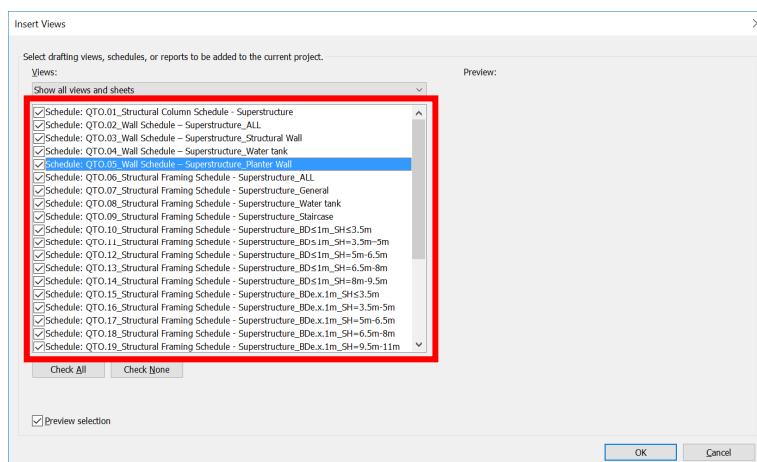 Insert Views
Select drafting views, schedules, or reports to be added to the current project.
Views:
Preview:
Show all views and sheets
Schedule: QTO.01_Structural Column Schedule - Superstructure
Schedule: QTO.02_Wall Schedule – Superstructure_ALL
Schedule: QTO.03_Wall Schedule – Superstructure_Structural Wall
Schedule: QTO.04_Wall Schedule – Superstructure_Water tank
Schedule: QTO.05_Wall Schedule – Superstructure_Planter Wall
Schedule: QTO.06_Structural Framing Schedule - Superstructure_ALL
Schedule: QTO.07_Structural Framing Schedule - Superstructure_General
Schedule: QTO.08_Structural Framing Schedule - Superstructure_Water tank
Schedule: QTO.09_Structural Framing Schedule - Superstructure_Staircase
Schedule: QTO.10_Structural Framing Schedule - Superstructure_BD≤1m_SH≤3.5m
Schedule: QTO.11_Structural Framing Schedule - Superstructure_BD≤1m_SH=3.5m–5m
Schedule: QTO.12_Structural Framing Schedule - Superstructure_BD≤1m_SH=5m-6.5m
Schedule: QTO.13_Structural Framing Schedule - Superstructure_BD≤1m_SH=6.5m-8m
Schedule: QTO.14_Structural Framing Schedule - Superstructure_BD≤1m_SH=8m-9.5m
Schedule: QTO.15_Structural Framing Schedule - Superstructure_BDe.x.1m_SH≤3.5m
Schedule: QTO.16_Structural Framing Schedule - Superstructure_BDe.x.1m_SH=3.5m-5m
Schedule: QTO.17_Structural Framing Schedule - Superstructure_BDe.x.1m_SH=5m-6.5m
Schedule: QTO.18_Structural Framing Schedule - Superstructure_BDe.x.1m_SH=6.5m-8m
Schedule: QTO.19_Structural Framing Schedule - Superstructure_BDe.x.1m_SH=9.5m-11m
Check All
Check None
Preview selection
OK
Cancel